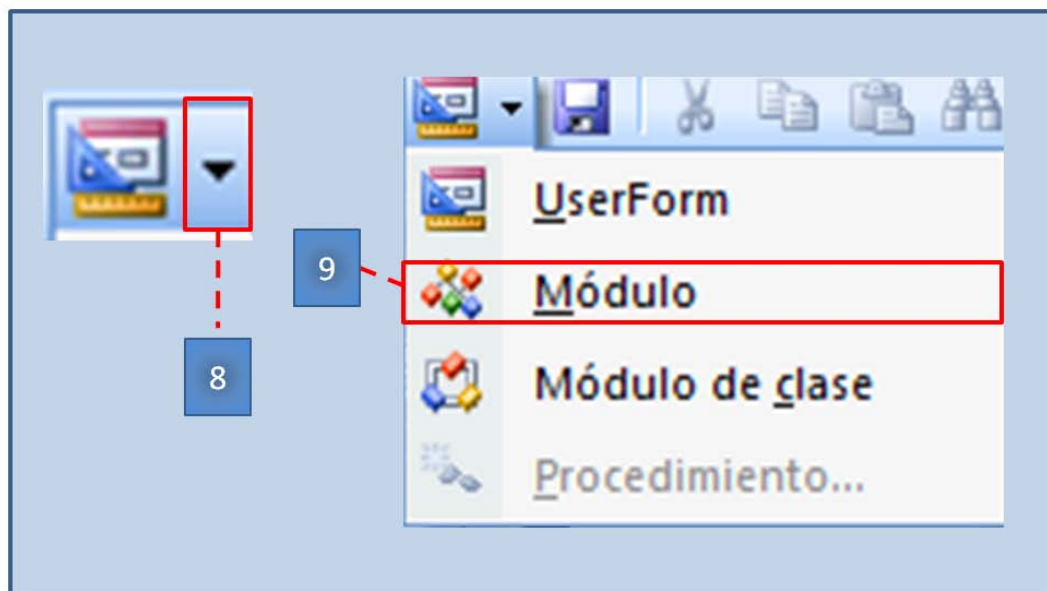 8
9
UserForm
Módulo
Módulo de clase
Procedimiento...